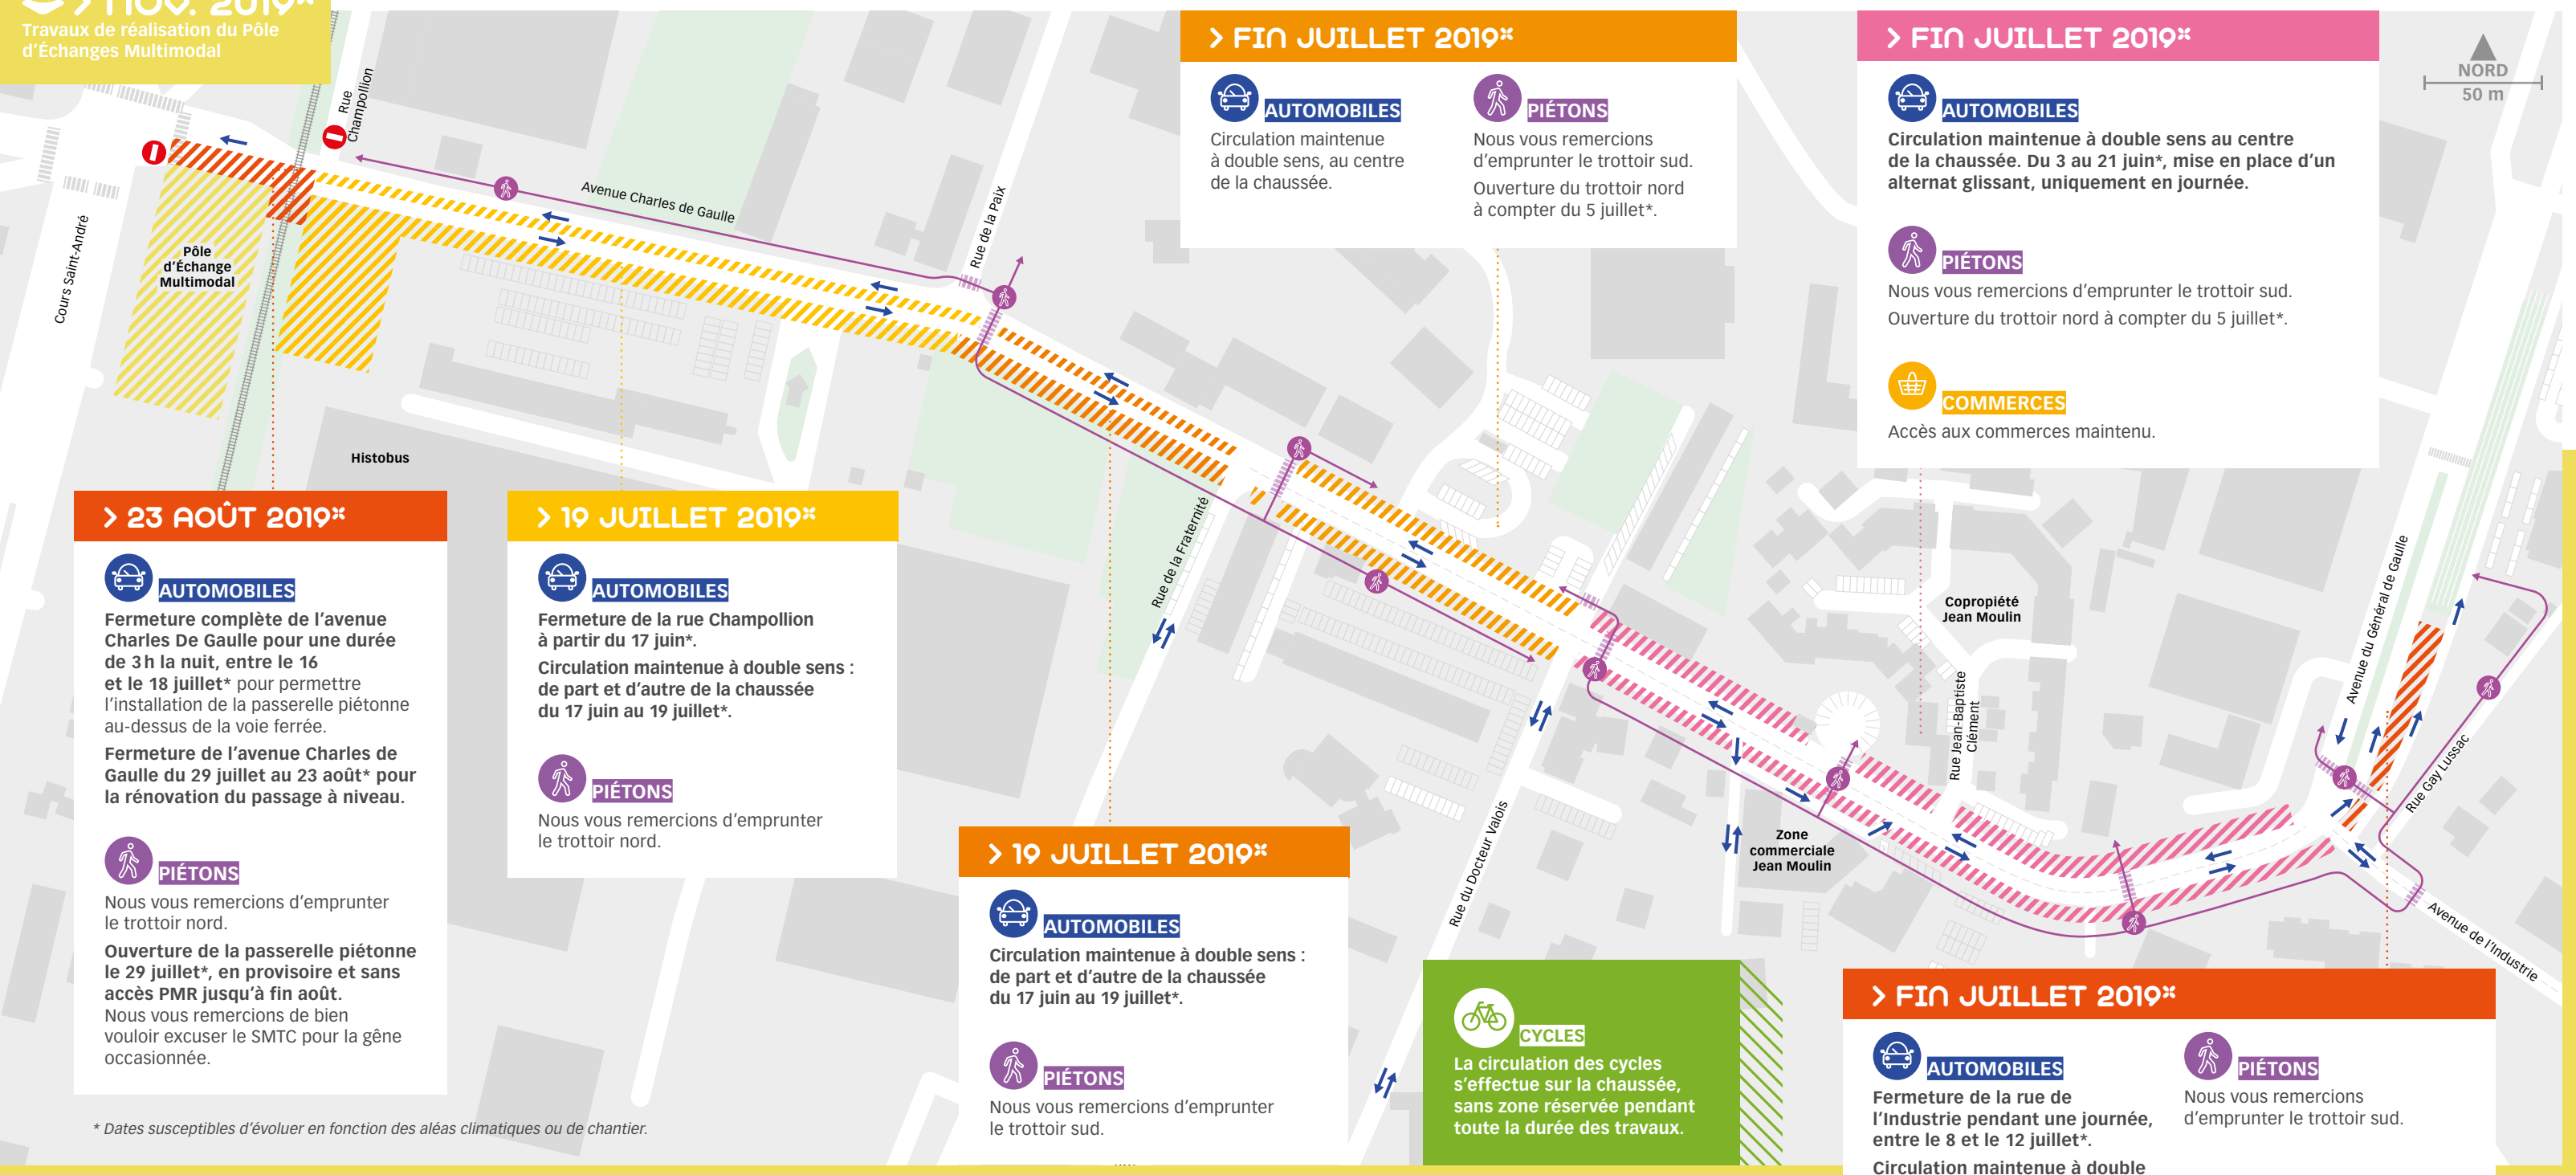 > NOV. 2019*
Travaux de réalisation du Pôle
d'Échanges Multimodal
Rue
Champollion
Avenue Charles de Gaulle
Rue de la Paix
Cours Saint-André
Pôle
d'Échange
Multimodal
Histobus
> FIN JUILLET 2019*
AUTOMOBILES
Circulation maintenue
à double sens, au centre
de la chaussée.
PIÉTONS
Nous vous remercions
d'emprunter le trottoir sud.
Ouverture du trottoir nord
à compter du 5 juillet*.
> FIN JUILLET 2019*
AUTOMOBILES
Circulation maintenue à double sens au centre
de la chaussée. Du 3 au 21 juin*, mise en place d'un
alternat glissant, uniquement en journée.
PIÉTONS
Nous vous remercions d'emprunter le trottoir sud.
Ouverture du trottoir nord à compter du 5 juillet*.
COMMERCES
Accès aux commerces maintenu.
NORD
50 m
> 23 AOÛT 2019*
AUTOMOBILES
Fermeture complète de l'avenue
Charles De Gaulle pour une durée
de 3 h la nuit, entre le 16
et le 18 juillet* pour permettre
l'installation de la passerelle piétonne
au-dessus de la voie ferrée.
Fermeture de l'avenue Charles de
Gaulle du 29 juillet au 23 août* pour
la rénovation du passage à niveau.
PIÉTONS
Nous vous remercions d'emprunter
le trottoir nord.
Ouverture de la passerelle piétonne
le 29 juillet*, en provisoire et sans
accès PMR jusqu'à fin août.
Nous vous remercions de bien
vouloir excuser le SMTC pour la gêne
occasionnée.
> 19 JUILLET 2019*
AUTOMOBILES
Fermeture de la rue Champollion
à partir du 17 juin*.
Circulation maintenue à double sens :
de part et d'autre de la chaussée
du 17 juin au 19 juillet*.
PIÉTONS
Nous vous remercions d'emprunter
le trottoir nord.
> 19 JUILLET 2019*
AUTOMOBILES
Circulation maintenue à double sens :
de part et d'autre de la chaussée
du 17 juin au 19 juillet*.
PIÉTONS
Nous vous remercions d'emprunter
le trottoir sud.
Rue de la Fraternité
Rue du Docteur Valois
Zone
commerciale
Jean Moulin
Copropiété
Jean Moulin
Rue Jean-Baptiste
Clément
Avenue du Général de Gaulle
Rue Gay Lussac
Avenue de l'Industrie
CYCLES
La circulation des cycles
s'effectue sur la chaussée,
sans zone réservée pendant
toute la durée des travaux.
> FIN JUILLET 2019*
AUTOMOBILES
Fermeture de la rue de
l'Industrie pendant une journée,
entre le 8 et le 12 juillet*.
Circulation maintenue à double
PIÉTONS
Nous vous remercions
d'emprunter le trottoir sud.
* Dates susceptibles d'évoluer en fonction des aléas climatiques ou de chantier.